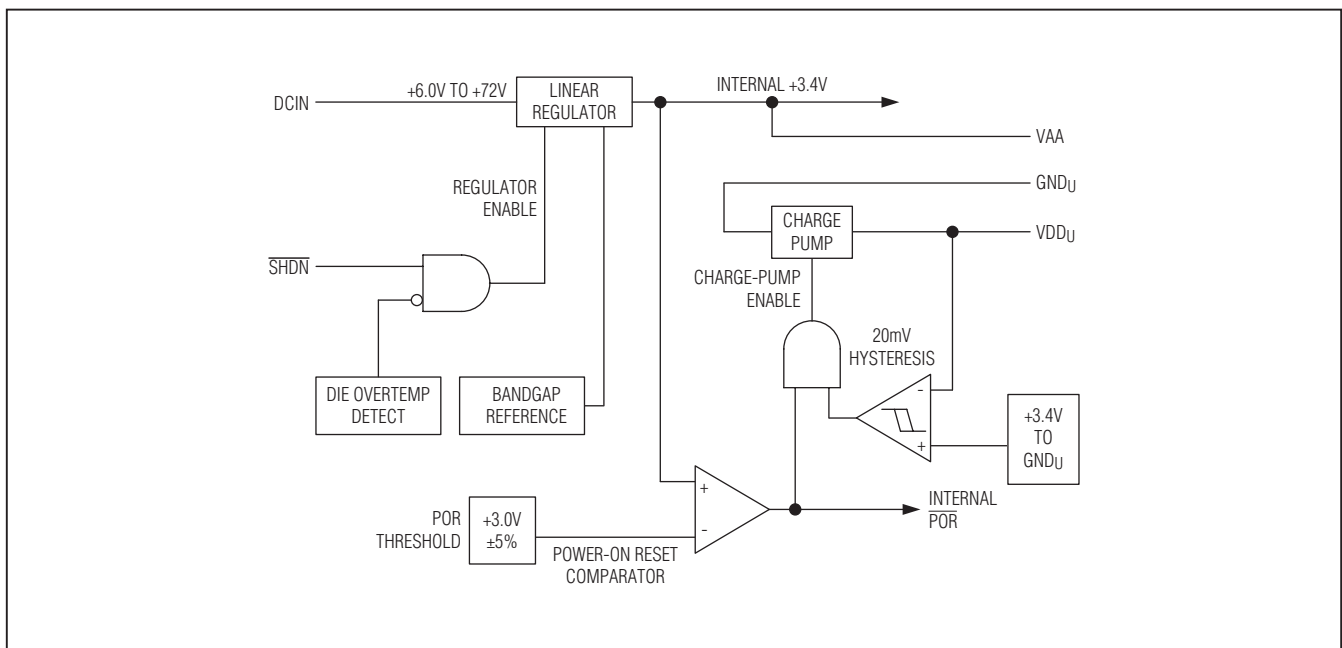 DCIN
+6.0V TO +72V
LINEAR
REGULATOR
INTERNAL +3.4V
VAA
GNDU
REGULATOR
ENABLE
CHARGE
PUMP
VDDU
SHDN
CHARGE-PUMP
ENABLE
20mV
HYSTERESIS
DIE OVERTEMP
DETECT
BANDGAP
REFERENCE
-
+
+3.4V
TO
GNDU
POR
THRESHOLD
+3.0V
±5%
+
-
POWER-ON RESET
COMPARATOR
INTERNAL
POR